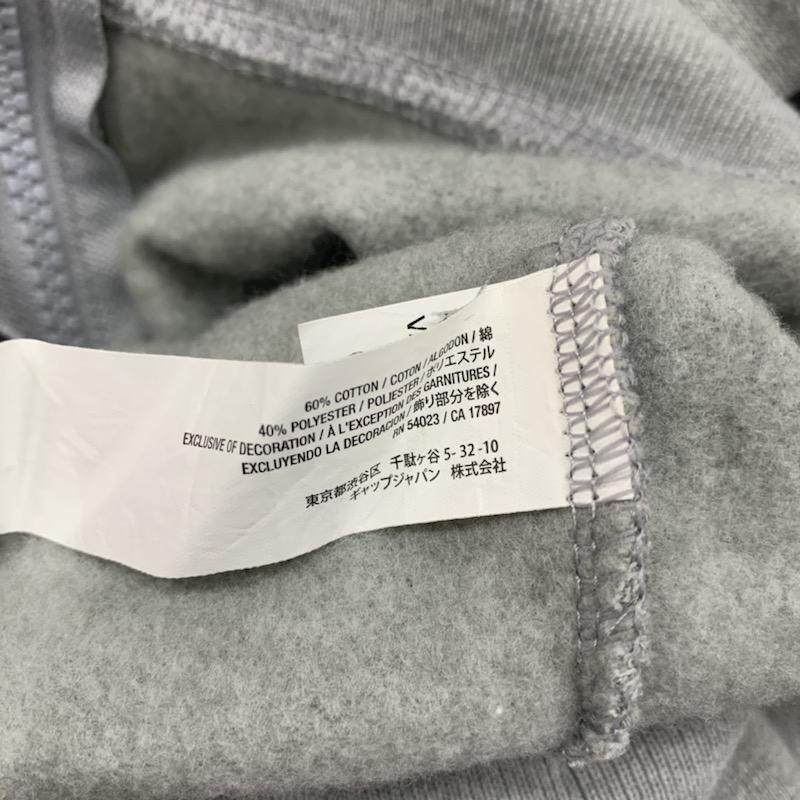 60% COTTON / COTON / ALGODON / 綿
40% POLYESTER / POLIESTER / ポリエステル
EXCLUSIVE OF DECORATION / À L'EXCEPTION DES GARNITURES /
EXCLUYENDO LA DECORACION / 飾り部分を除く
RN 54023 / CA 17897
東京都渋谷区 千駄ヶ谷 5-32-10
ギャップジャパン 株式会社